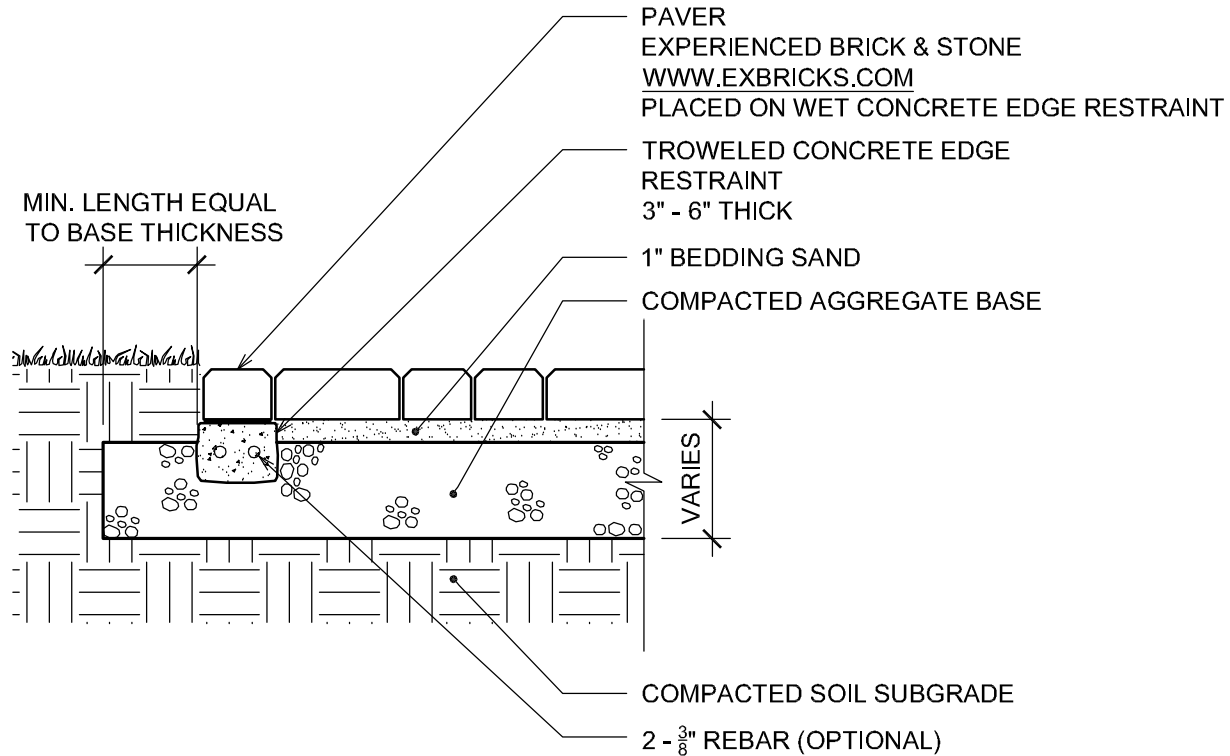 PAVER
EXPERIENCED BRICK & STONE
WWW.EXBRICKS.COM
PLACED ON WET CONCRETE EDGE RESTRAINT
TROWELED CONCRETE EDGE
RESTRAINT
3" - 6" THICK
MIN. LENGTH EQUAL
TO BASE THICKNESS
1" BEDDING SAND
COMPACTED AGGREGATE BASE
VARIES
COMPACTED SOIL SUBGRADE
2 - 3/8" REBAR (OPTIONAL)